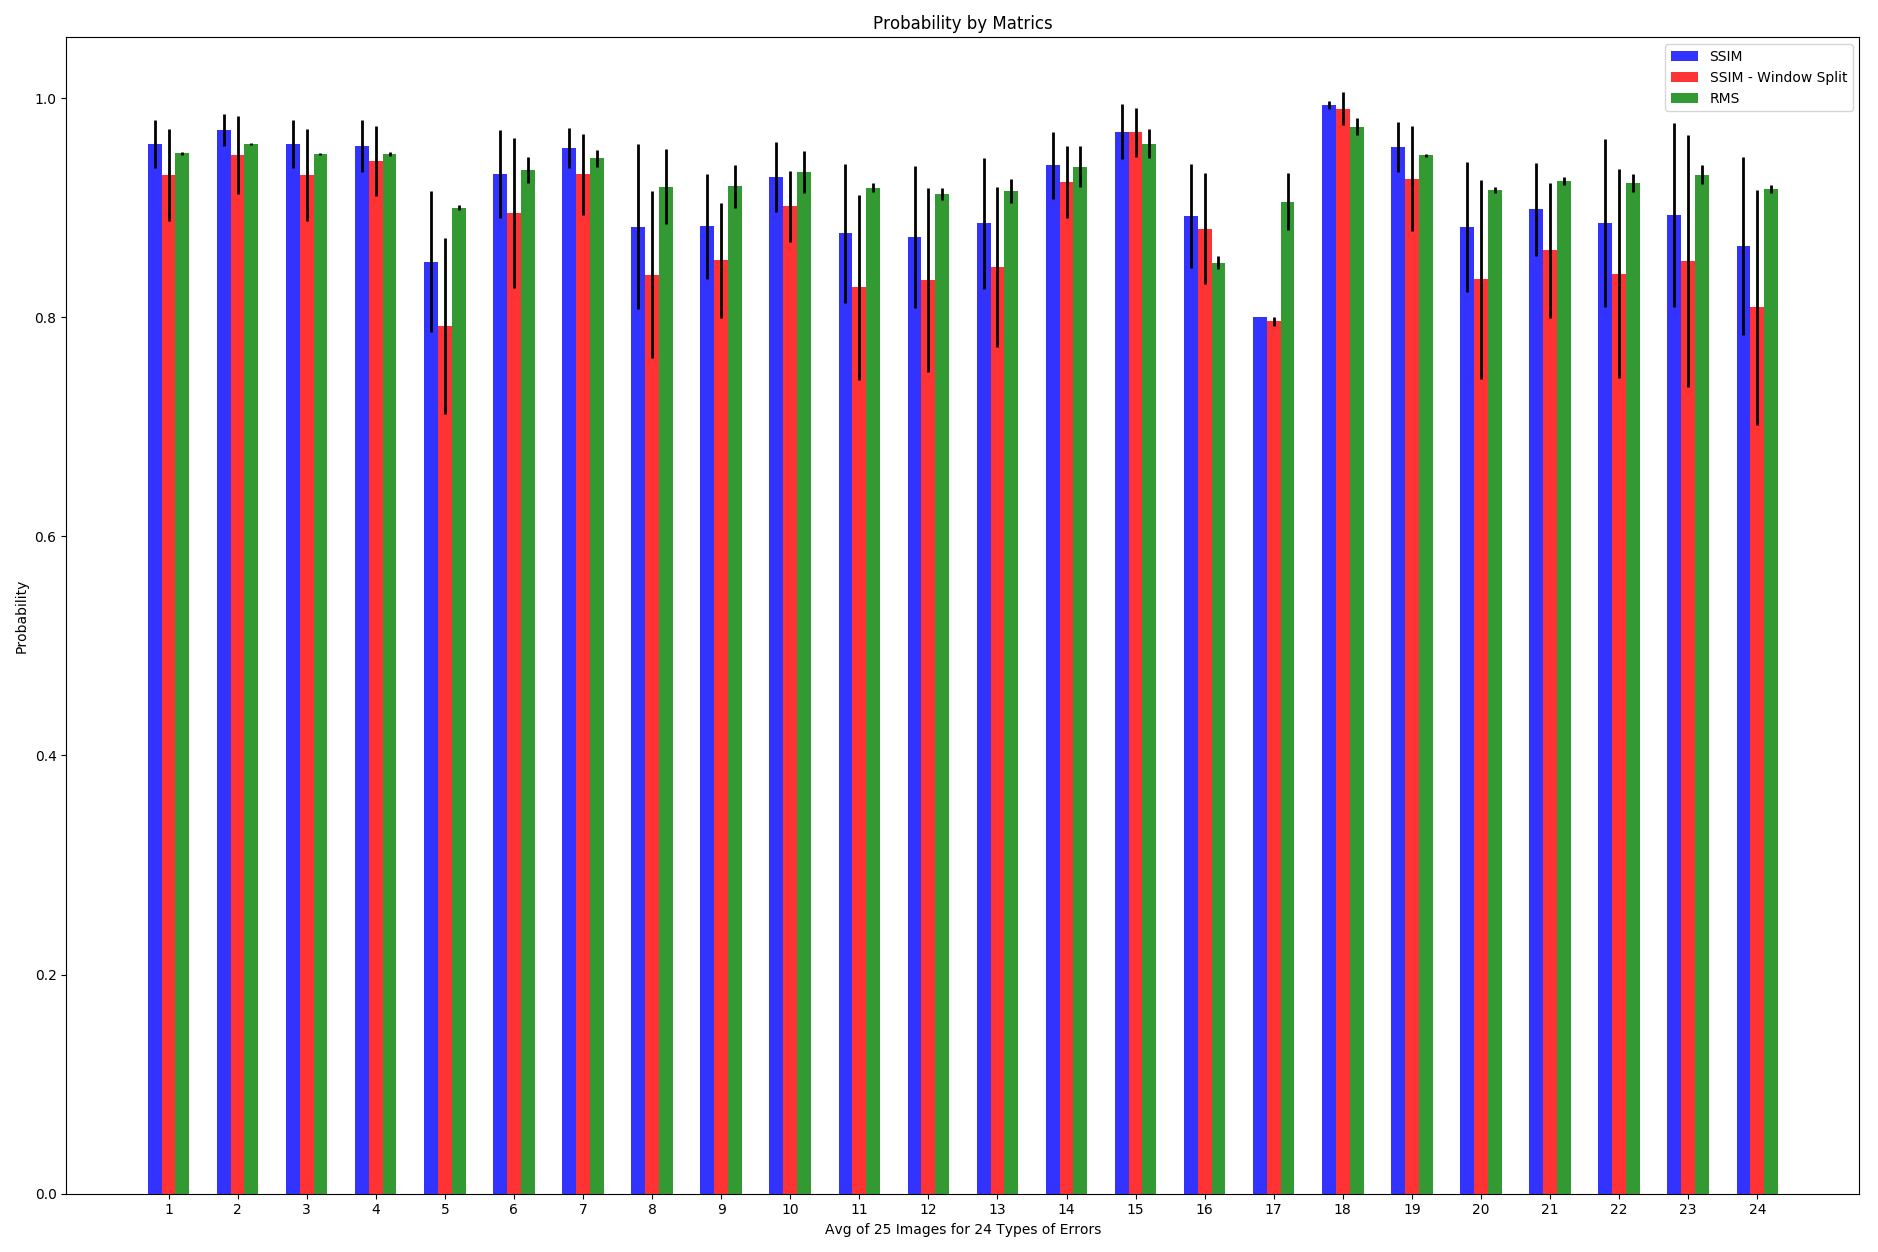 Probability by Matrics
SSIM
SSIM - Window Split
RMS
1.0
0.8
0.6
0.4
0.2
0.0
Probability
1 2 3 4 5 6 7 8 9 10 11 12 13 14 15 16 17 18 19 20 21 22 23 24
Avg of 25 Images for 24 Types of Errors